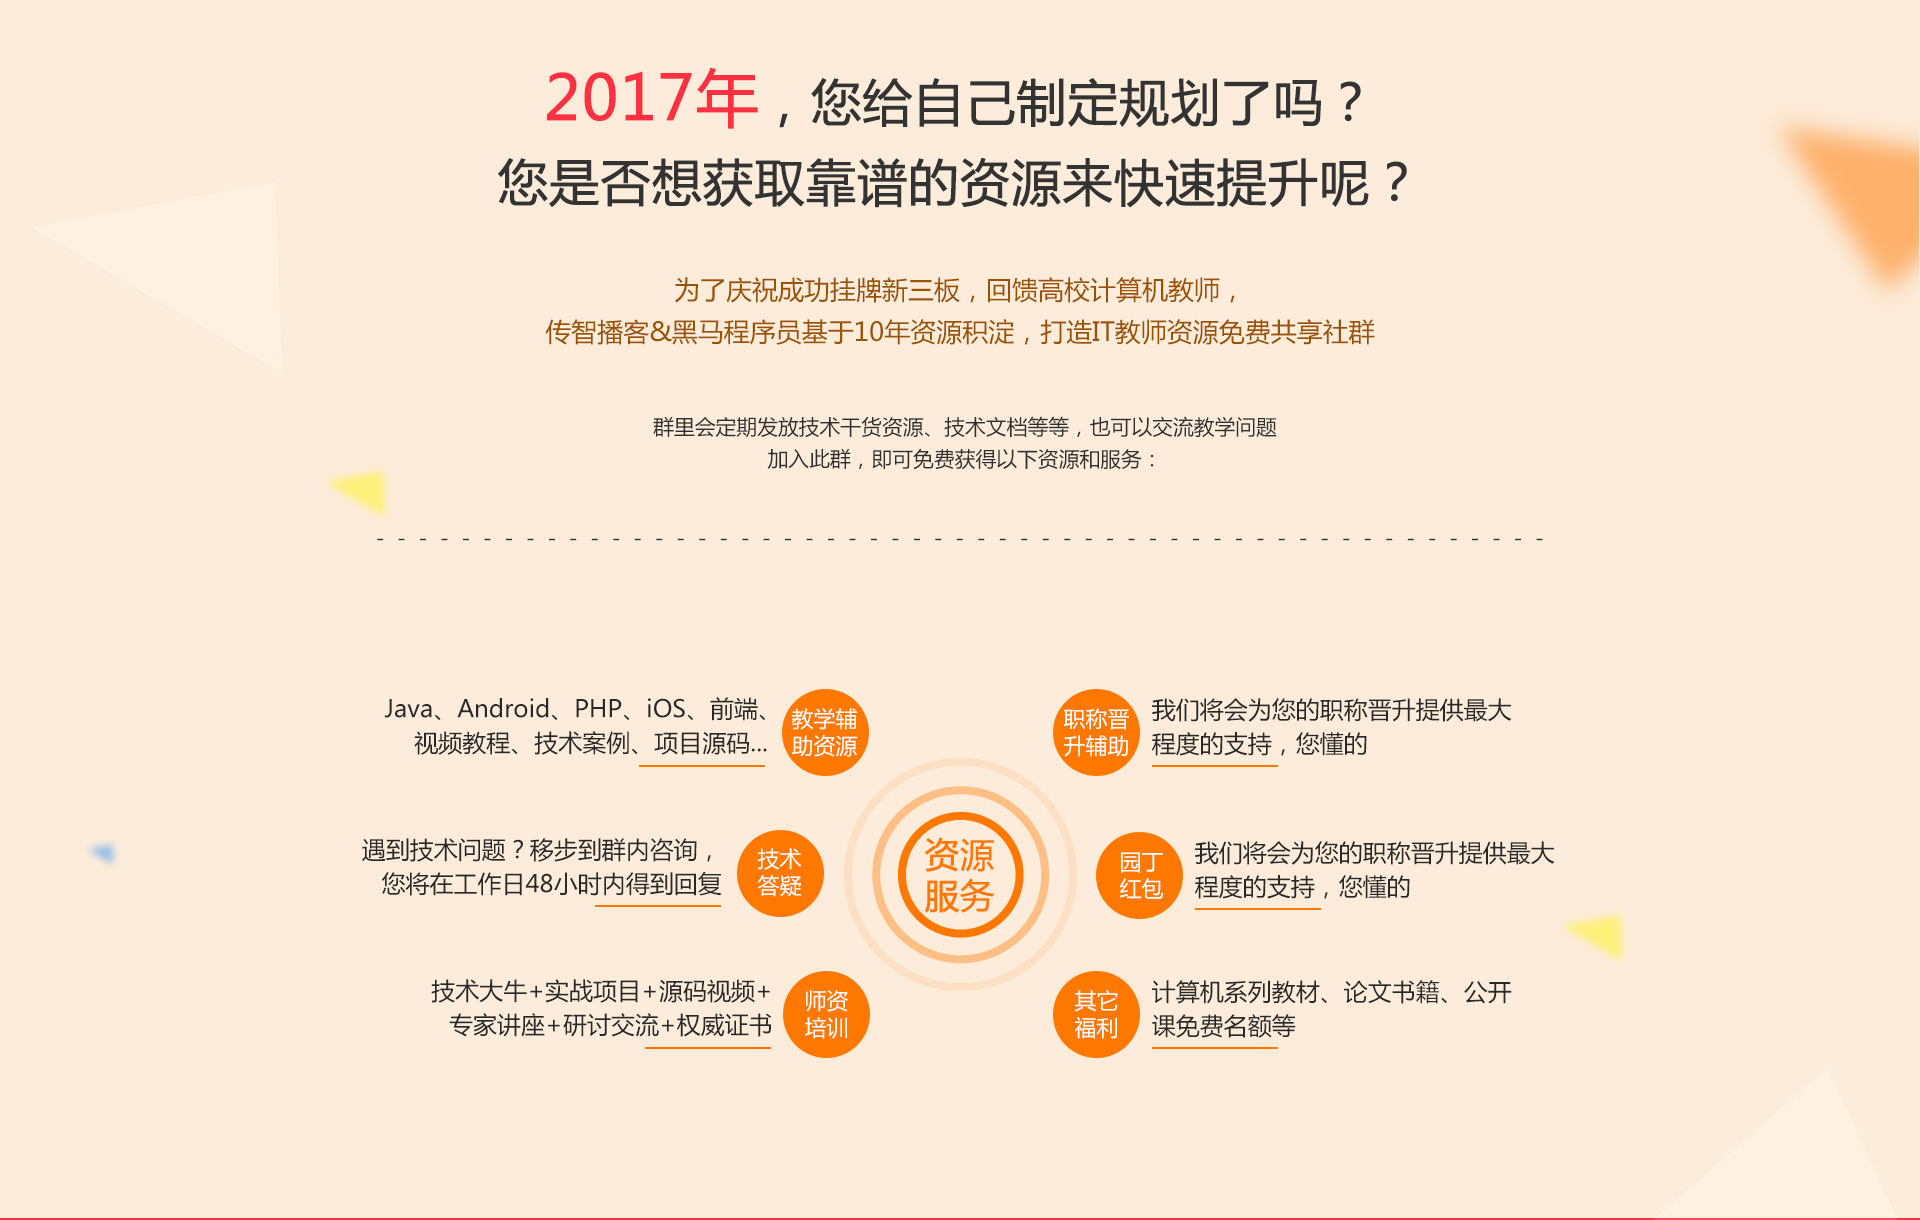 2017年，您给自己制定规划了吗？
您是否想获取靠谱的资源来快速提升呢？
为了庆祝成功挂牌新三板，回馈高校计算机教师，
传智播客&黑马程序员基于10年资源积淀，打造IT教师资源免费共享社群
群里会定期发放技术干货资源、技术文档等等，也可以交流教学问题
加入此群，即可免费获得以下资源和服务：
Java、Android、PHP、iOS、前端、
视频教程、技术案例、项目源码...
教学辅
助资源
职称晋
升辅助
我们将会为您的职称晋升提供最大
程度的支持，您懂的
遇到技术问题？移步到群内咨询，
您将在工作日48小时内得到回复
技术
答疑
资源
服务
园丁
红包
我们将会为您的职称晋升提供最大
程度的支持，您懂的
技术大牛+实战项目+源码视频+
专家讲座+研讨交流+权威证书
师资
培训
其它
福利
计算机系列教材、论文书籍、公开
课免费名额等